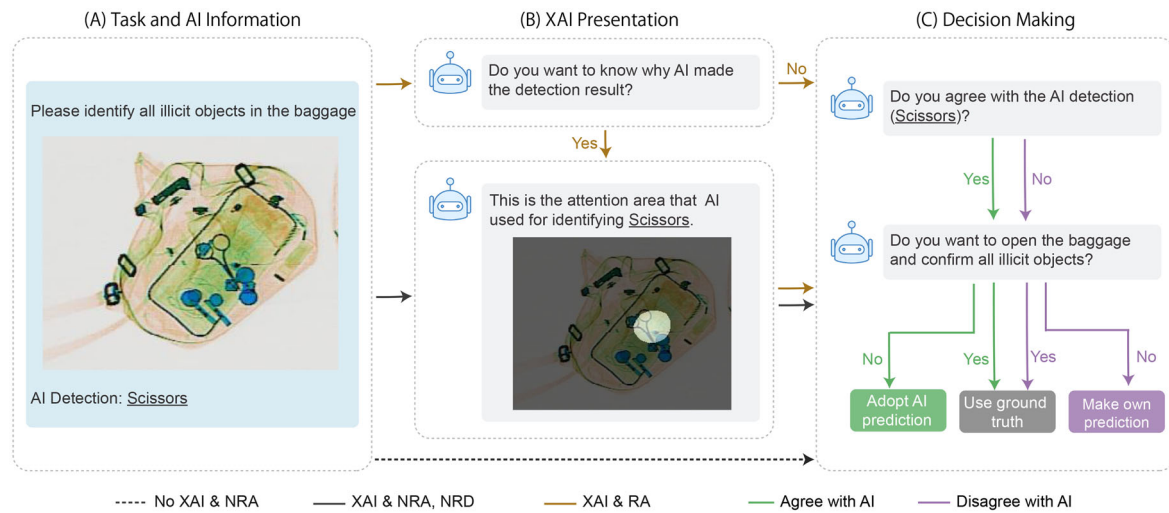 (A) Task and AI Information
(B) XAI Presentation
(C) Decision Making
Please identify all illicit objects in the baggage
AI Detection: Scissors
Do you want to know why AI made
the detection result?
No
Yes
This is the attention area that AI
used for identifying Scissors.
Do you agree with the AI detection
(Scissors)?
Yes
No
Do you want to open the baggage
and confirm all illicit objects?
No
Yes
Yes
No
Adopt AI
prediction
Use ground
truth
Make own
prediction
No XAI & NRA
XAI & NRA, NRD
XAI & RA
Agree with AI
Disagree with AI